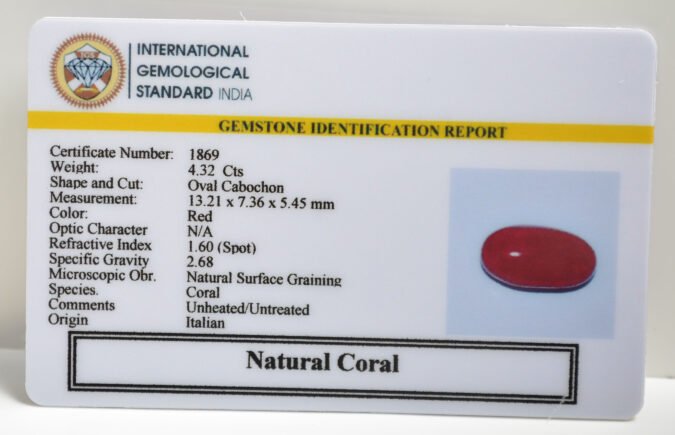 INTERNATIONAL
GEMOLOGICAL
STANDARD INDIA
GEMSTONE IDENTIFICATION REPORT
Certificate Number: 1869
Weight: 4.32 Cts
Shape and Cut: Oval Cabochon
Measurement: 13.21 x 7.36 x 5.45 mm
Color: Red
Optic Character N/A
Refractive Index 1.60 (Spot)
Specific Gravity 2.68
Microscopic Obr. Natural Surface Graining
Species. Coral
Comments Unheated/Untreated
Origin Italian
Natural Coral